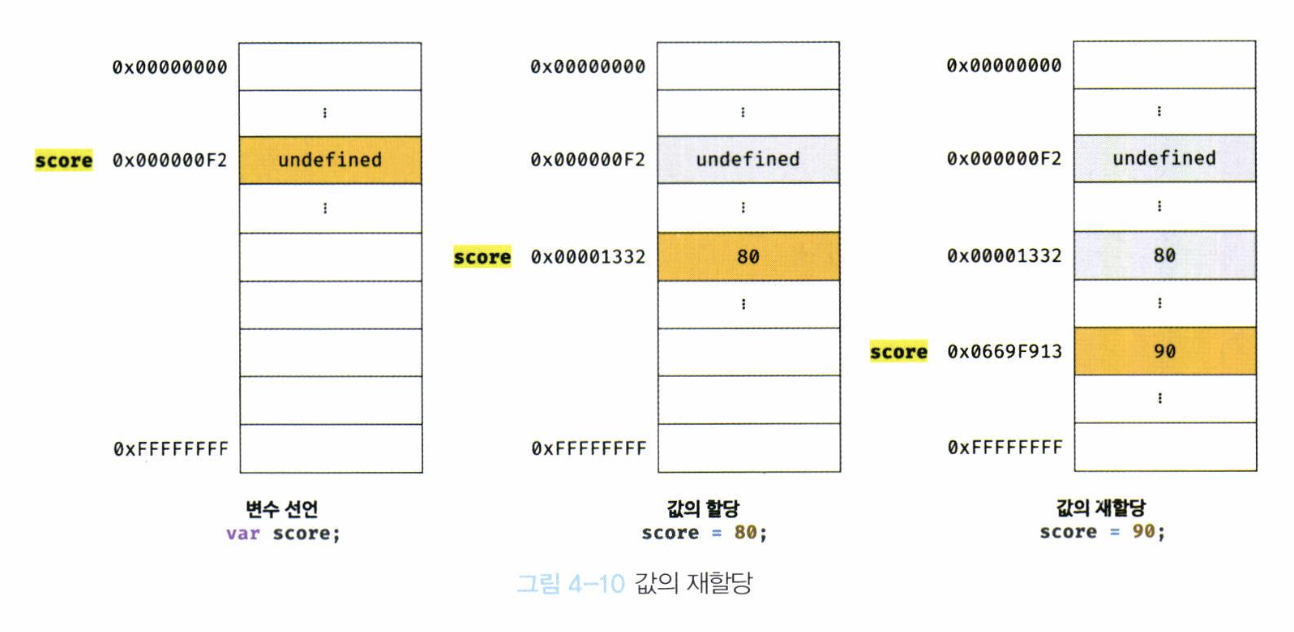 0x00000000
⋮
score 0x000000F2 undefined
⋮
0xFFFFFFFF
변수 선언
var score;
0x00000000
⋮
0x000000F2 undefined
⋮
score 0x00001332 80
⋮
0xFFFFFFFF
값의 할당
score = 80;
0x00000000
⋮
0x000000F2 undefined
⋮
0x00001332 80
⋮
score 0x0669F913 90
⋮
0xFFFFFFFF
값의 재할당
score = 90;
그림 4-10 값의 재할당